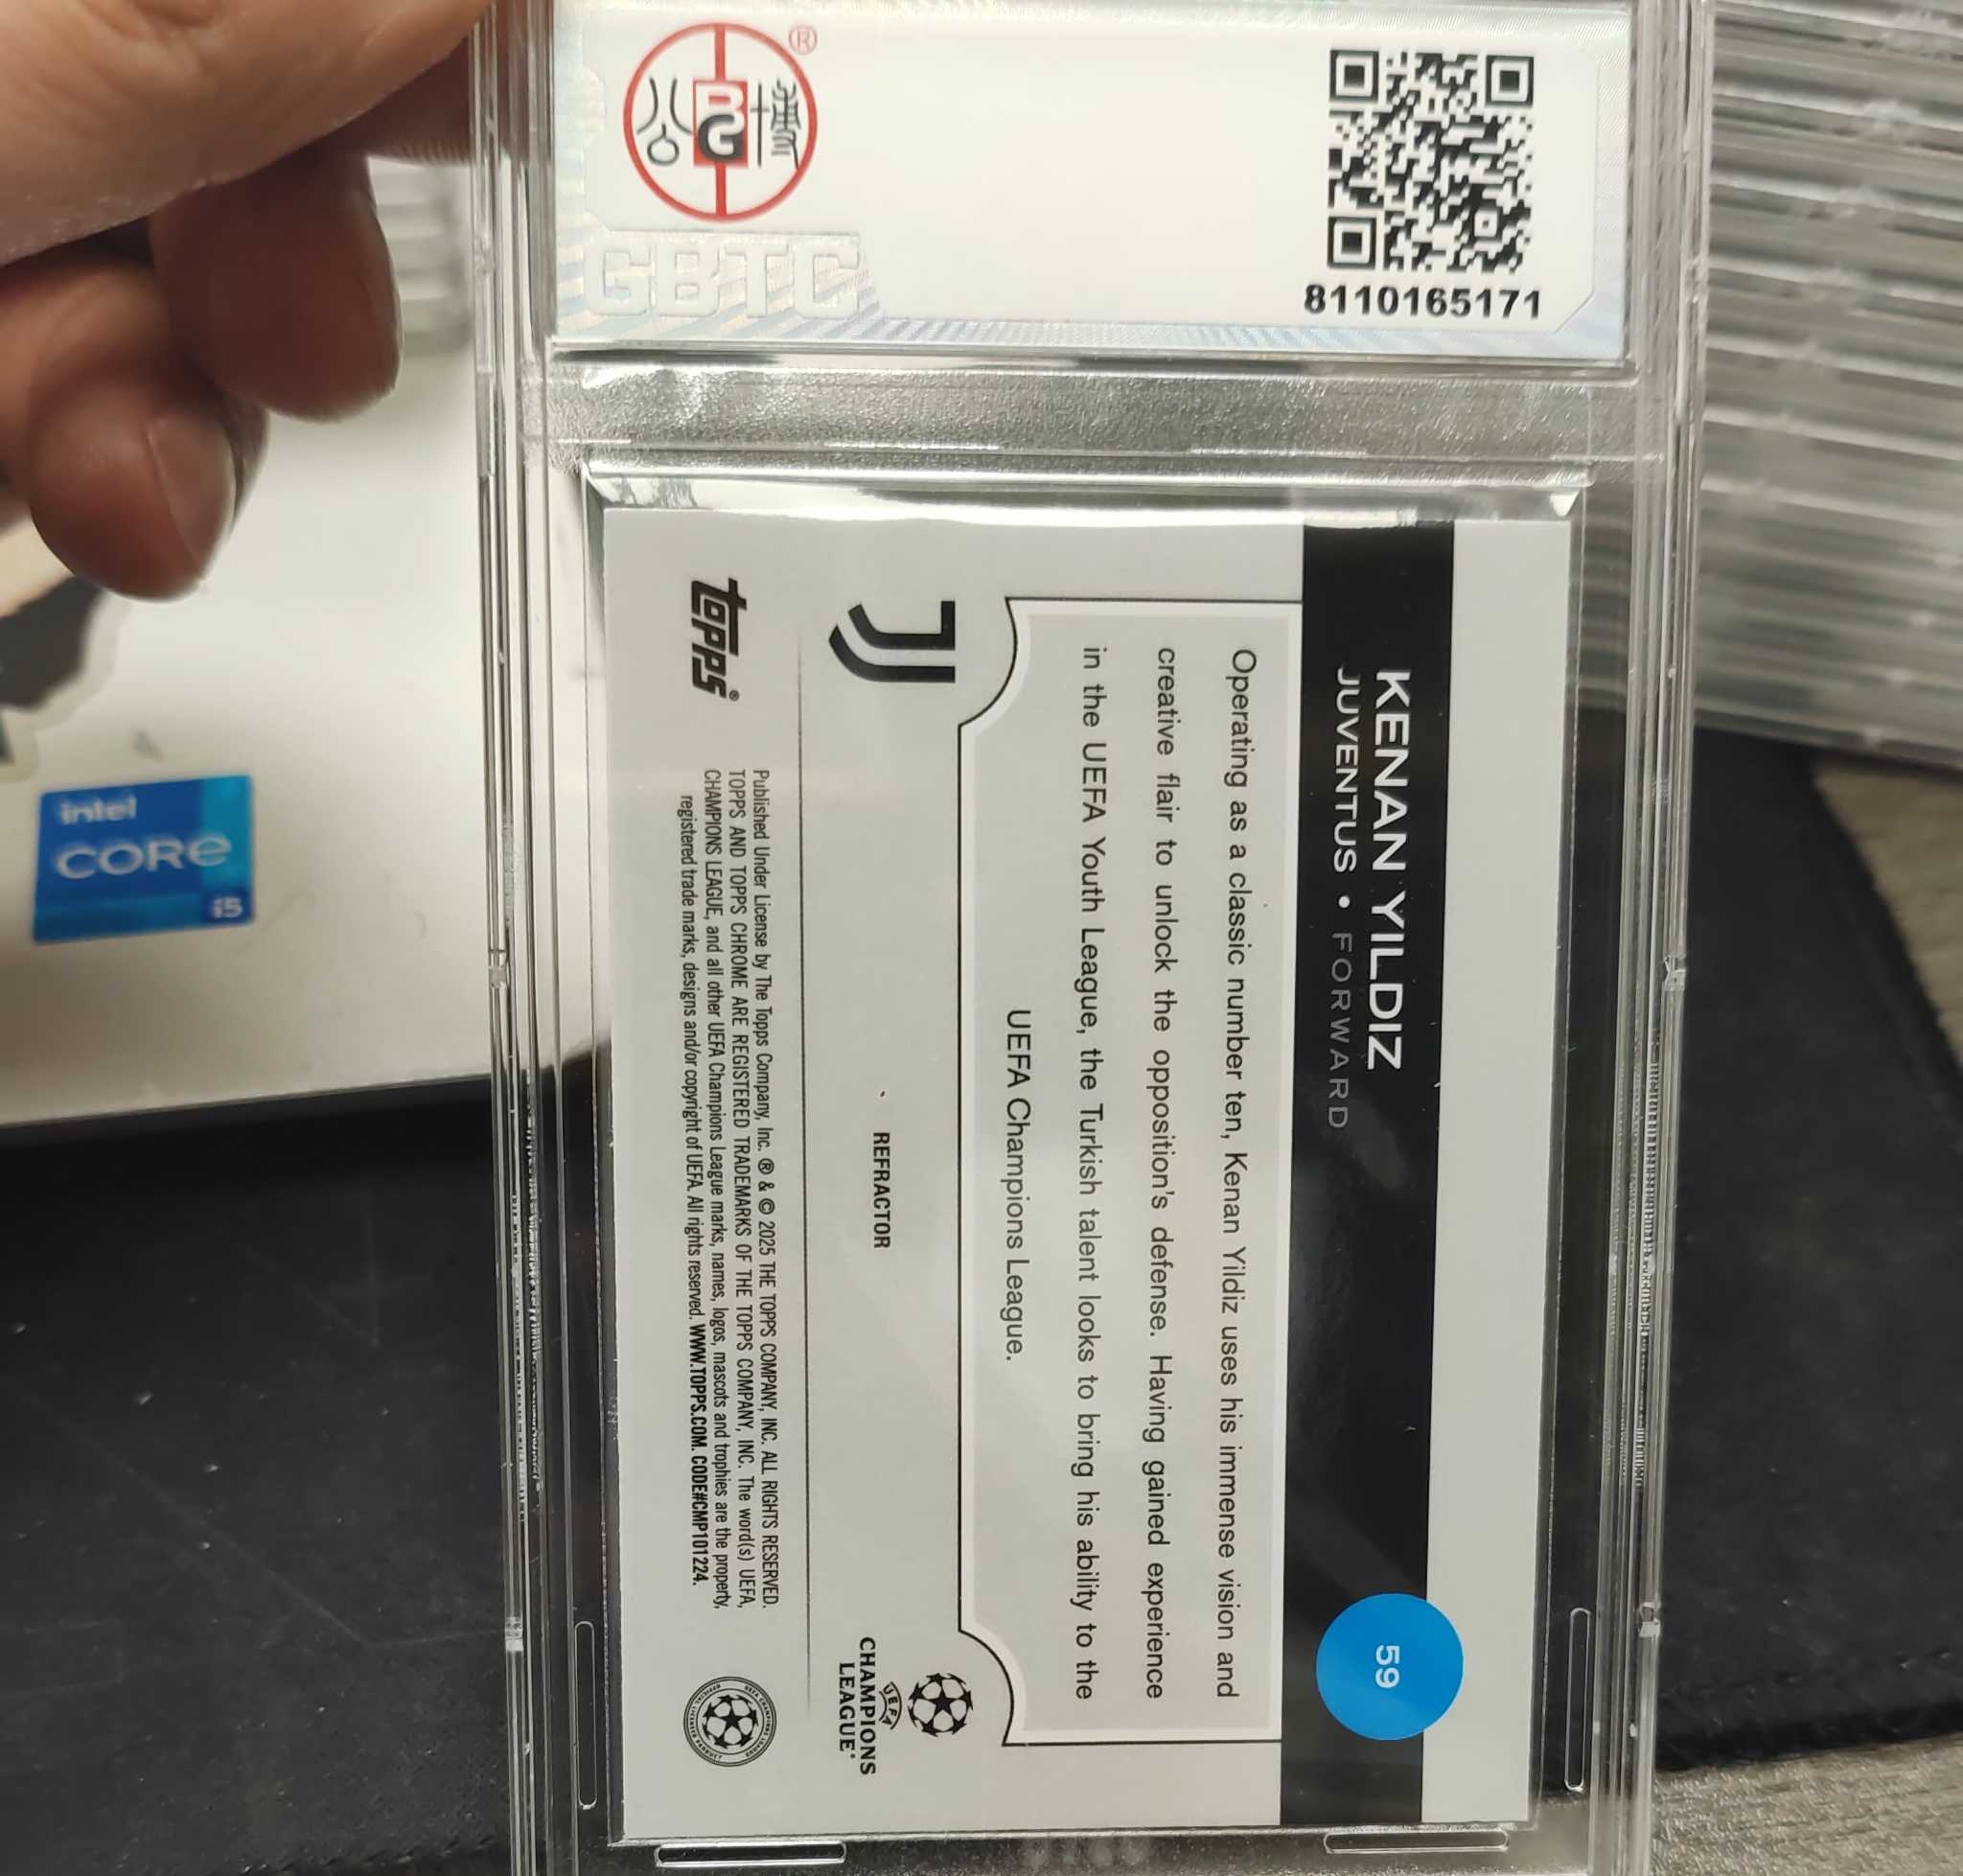 8110165171
GBTC
®
KENAN YILDIZ
JUVENTUS • FORWARD
59
Operating as a classic number ten, Kenan Yildiz uses his immense vision and
creative flair to unlock the opposition's defense. Having gained experience
in the UEFA Youth League, the Turkish talent looks to bring his ability to the
UEFA Champions League.
REFRACTOR
UEFA
CHAMPIONS
LEAGUE®
topps®
Published Under License by The Topps Company, Inc. ® & © 2025 THE TOPPS COMPANY, INC. ALL RIGHTS RESERVED.
TOPPS AND TOPPS CHROME ARE REGISTERED TRADEMARKS OF THE TOPPS COMPANY, INC. The word(s) UEFA,
CHAMPIONS LEAGUE, and all other UEFA Champions League marks, names, logos, mascots and trophies are the property,
registered trade marks, designs and/or copyright of UEFA. All rights reserved. WWW.TOPPS.COM. CODE#CMP101224.
intel
CORE
i5